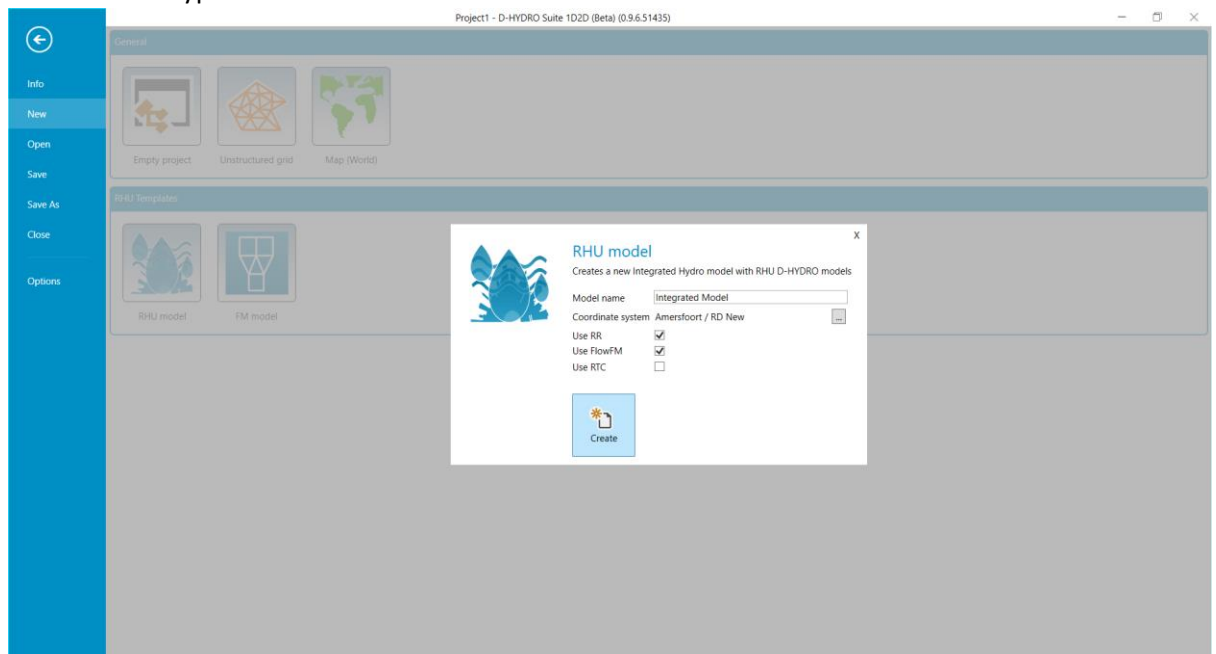 Project1 - D-HYDRO Suite 1D2D (Beta) (0.9.6.51435)
Info
New
Open
Save
Save As
Close
Options
General
Empty project Unstructured grid Map (World)
RHU Templates
RHU model FM model
X
RHU model
Creates a new Integrated Hydro model with RHU D-HYDRO models
Model name Integrated Model
Coordinate system Amersfoort / RD New ...
Use RR
Use FlowFM
Use RTC
Create